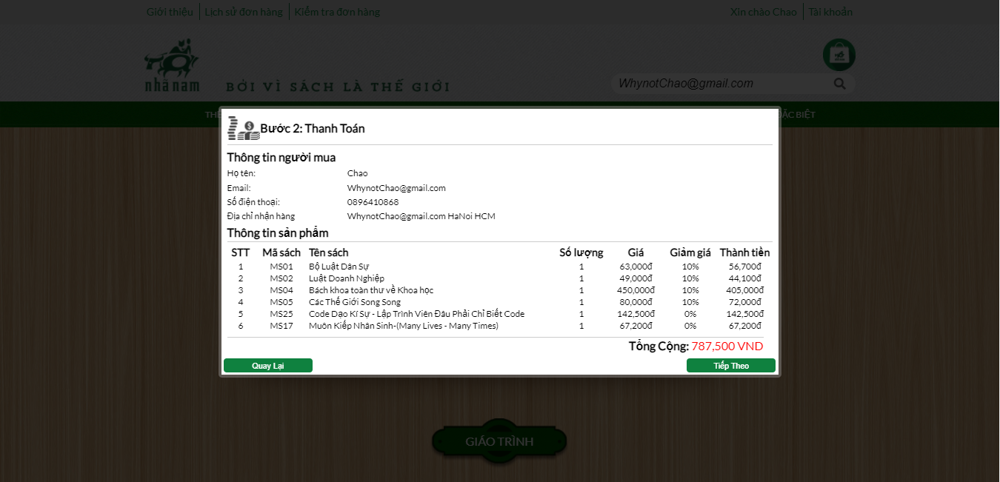 Giới thiệu Lịch sử đơn hàng Kiểm tra đơn hàng Xin chào Chao Tài khoản
nhã nam BỞI VÌ SÁCH LÀ THẾ GIỚI
WhynotChao@gmail.com
ĐẶC BIỆT
Bước 2: Thanh Toán
Thông tin người mua
Họ tên: Chao
Email: WhynotChao@gmail.com
Số điện thoại: 0896410868
Địa chỉ nhận hàng WhynotChao@gmail.com HaNoi HCM
Thông tin sản phẩm
STT Mã sách Tên sách Số lượng Giá Giảm giá Thành tiền
1 MS01 Bộ Luật Dân Sự 1 63,000đ 10% 56,700đ
2 MS02 Luật Doanh Nghiệp 1 49,000đ 10% 44,100đ
3 MS04 Bách khoa toàn thư về Khoa học 1 450,000đ 10% 405,000đ
4 MS05 Các Thế Giới Song Song 1 80,000đ 10% 72,000đ
5 MS25 Code Dạo Kí Sự - Lập Trình Viên Đâu Phải Chỉ Biết Code 1 142,500đ 0% 142,500đ
6 MS17 Muôn Kiếp Nhân Sinh-(Many Lives - Many Times) 1 67,200đ 0% 67,200đ
Tổng Cộng: 787,500 VND
Quay Lại Tiếp Theo
GIÁO TRÌNH